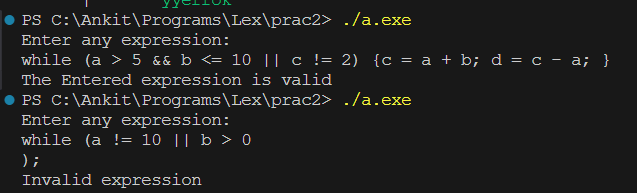 yyerrok
PS C:\Ankit\Programs\Lex\prac2> ./a.exe
Enter any expression:
while (a > 5 && b <= 10 || c != 2) {c = a + b; d = c - a; }
The Entered expression is valid
PS C:\Ankit\Programs\Lex\prac2> ./a.exe
Enter any expression:
while (a != 10 || b > 0
);
Invalid expression